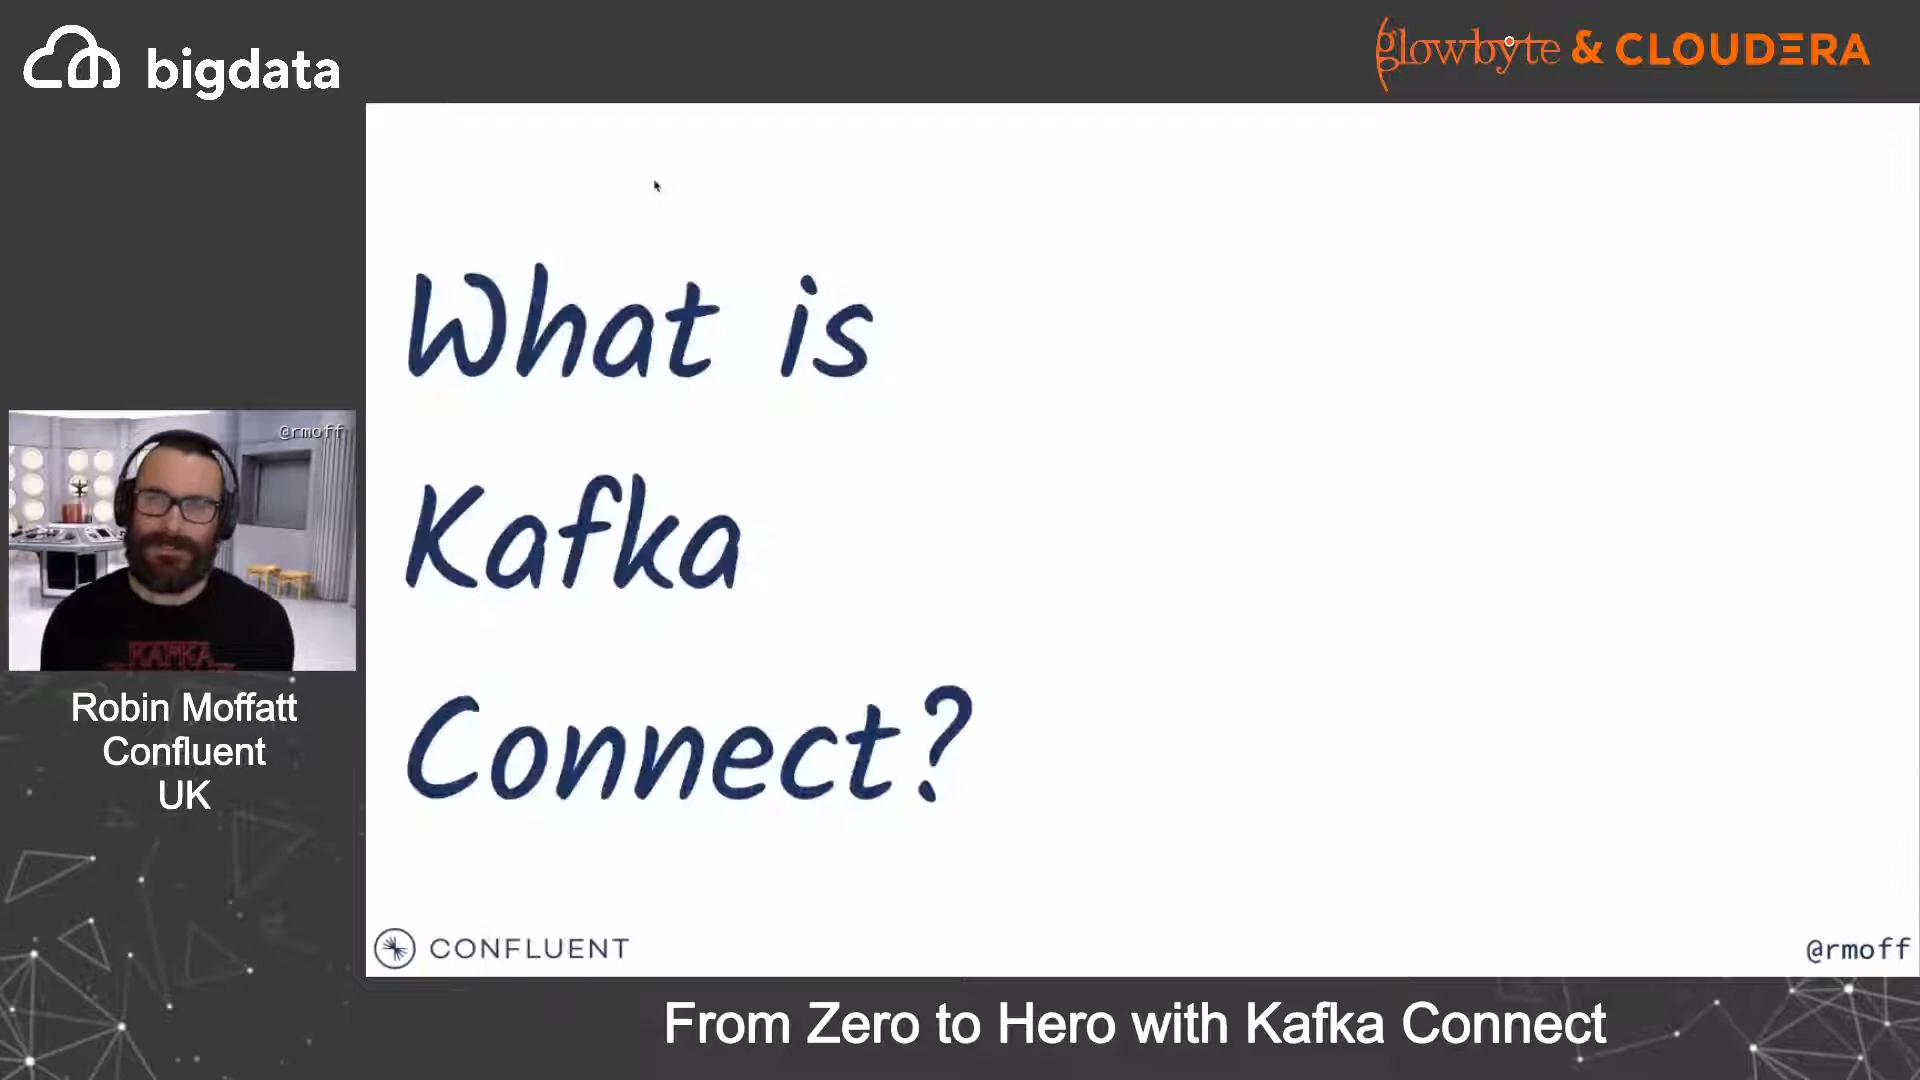 bigdata
glowbyte & CLOUDERA
What is
Kafka
Connect?
@rmoff
KAFKA
Robin Moffatt
Confluent
UK
CONFLUENT
@rmoff
From Zero to Hero with Kafka Connect